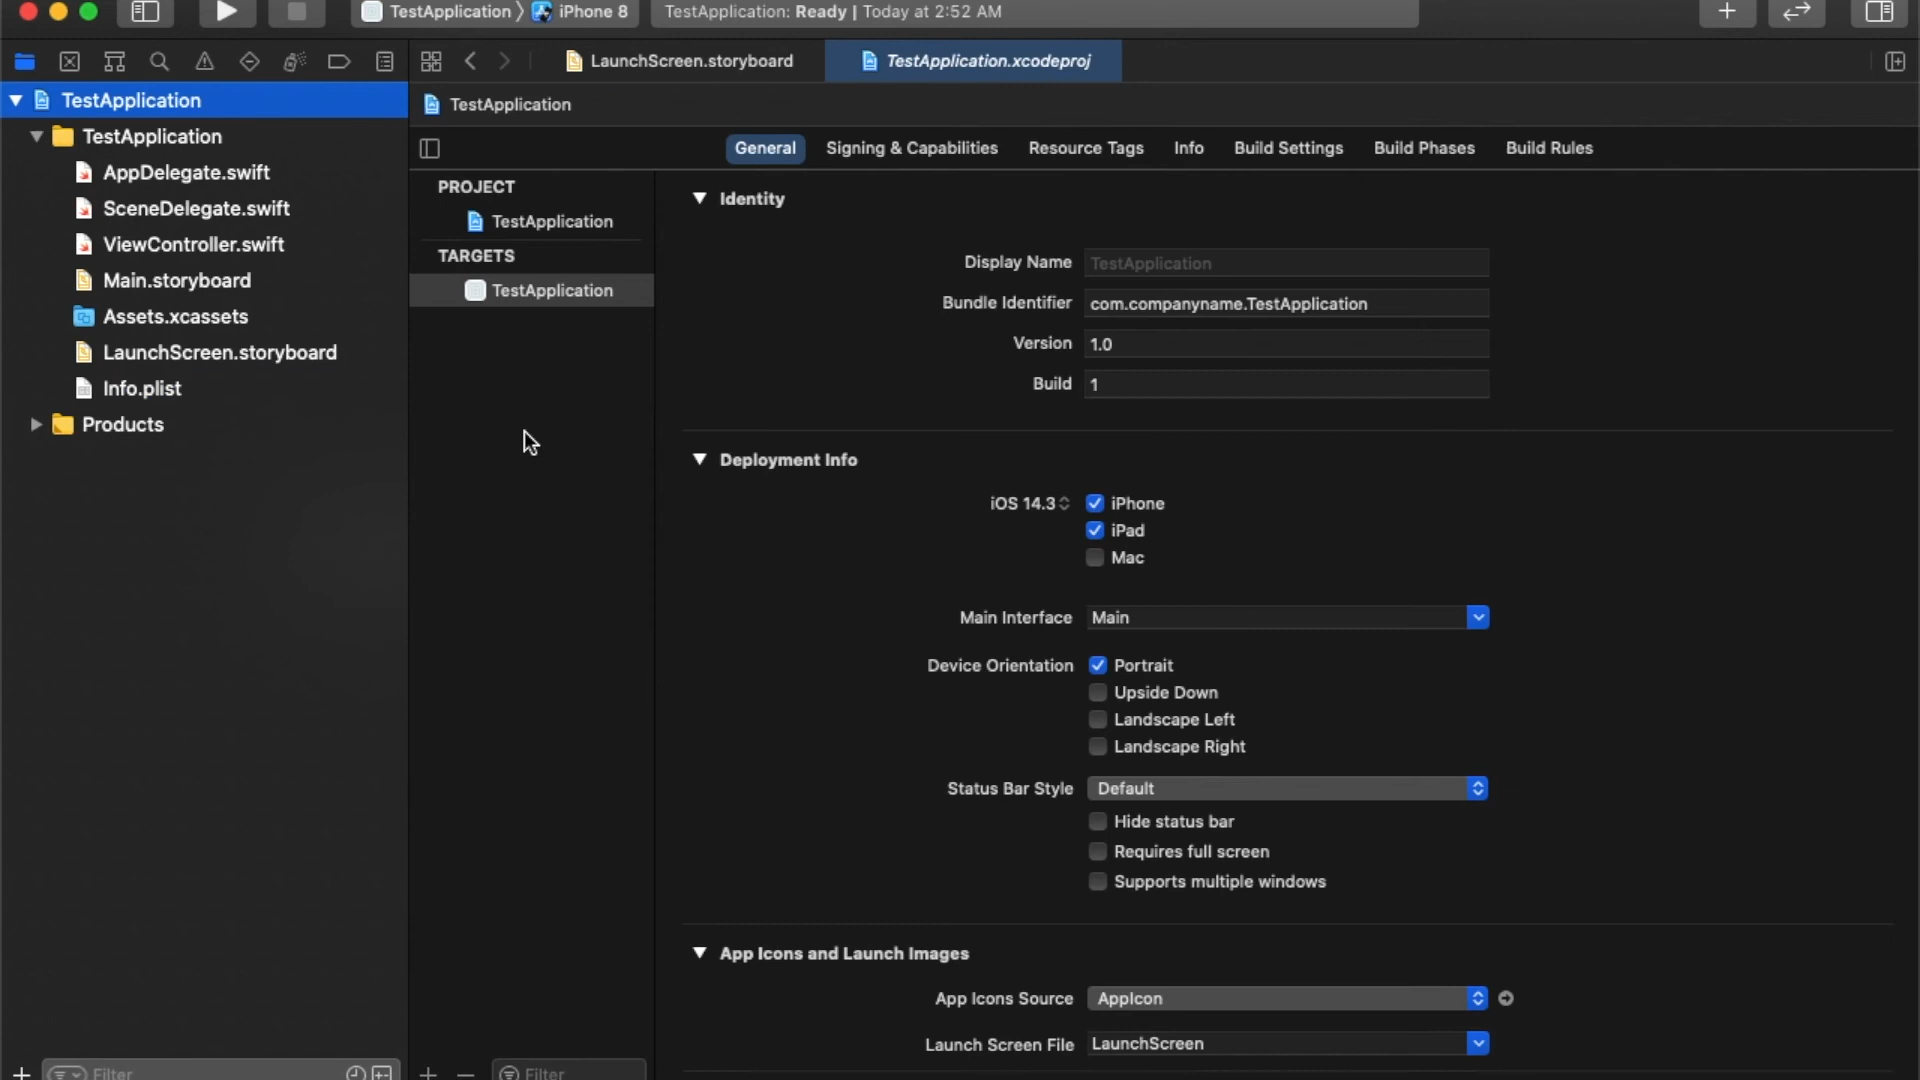 TestApplication 〉 iPhone 8
TestApplication: Ready | Today at 2:52 AM
LaunchScreen.storyboard
TestApplication.xcodeproj
TestApplication
TestApplication
AppDelegate.swift
SceneDelegate.swift
ViewController.swift
Main.storyboard
Assets.xcassets
LaunchScreen.storyboard
Info.plist
Products
Filter
TestApplication
General Signing & Capabilities Resource Tags Info Build Settings Build Phases Build Rules
PROJECT
TestApplication
TARGETS
TestApplication
Filter
Identity
Display Name TestApplication
Bundle Identifier com.companyname.TestApplication
Version 1.0
Build 1
Deployment Info
iOS 14.3 iPhone
iPad
Mac
Main Interface Main
Device Orientation Portrait
Upside Down
Landscape Left
Landscape Right
Status Bar Style Default
Hide status bar
Requires full screen
Supports multiple windows
App Icons and Launch Images
App Icons Source AppIcon
Launch Screen File LaunchScreen